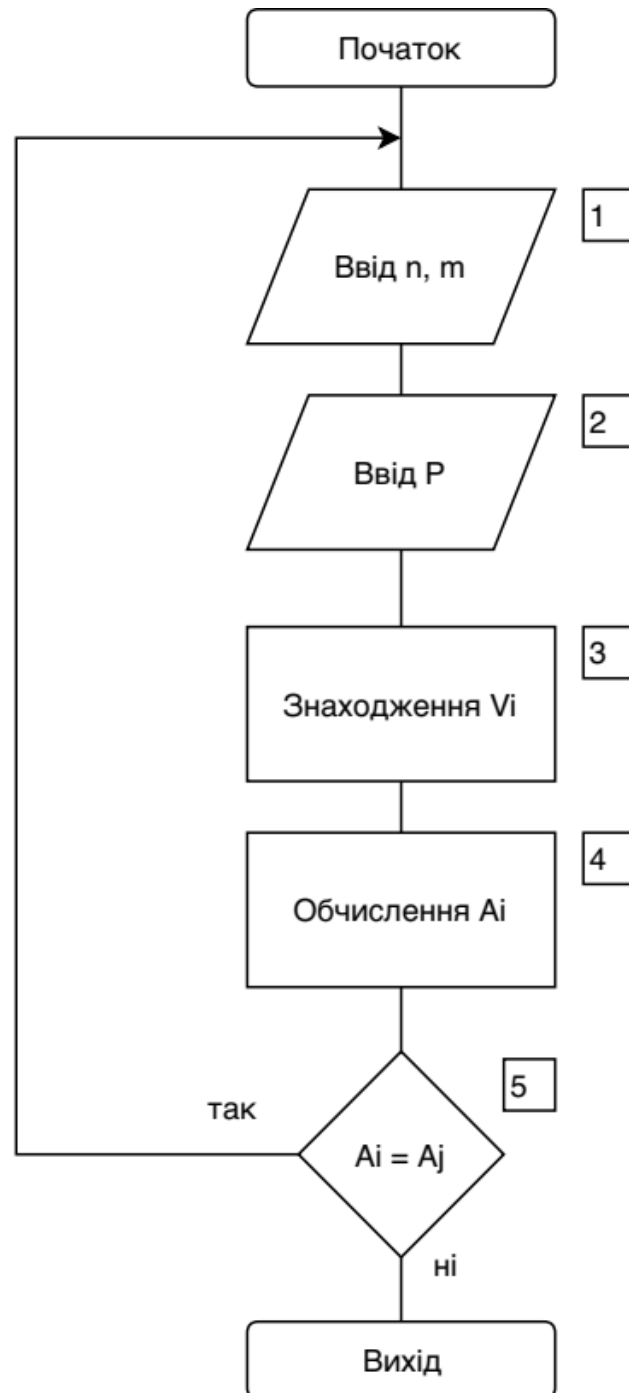 Початок
1
Ввід n, m
2
Ввід P
3
Знаходження Vi
4
Обчислення Ai
5
так
Ai = Aj
ні
Вихід